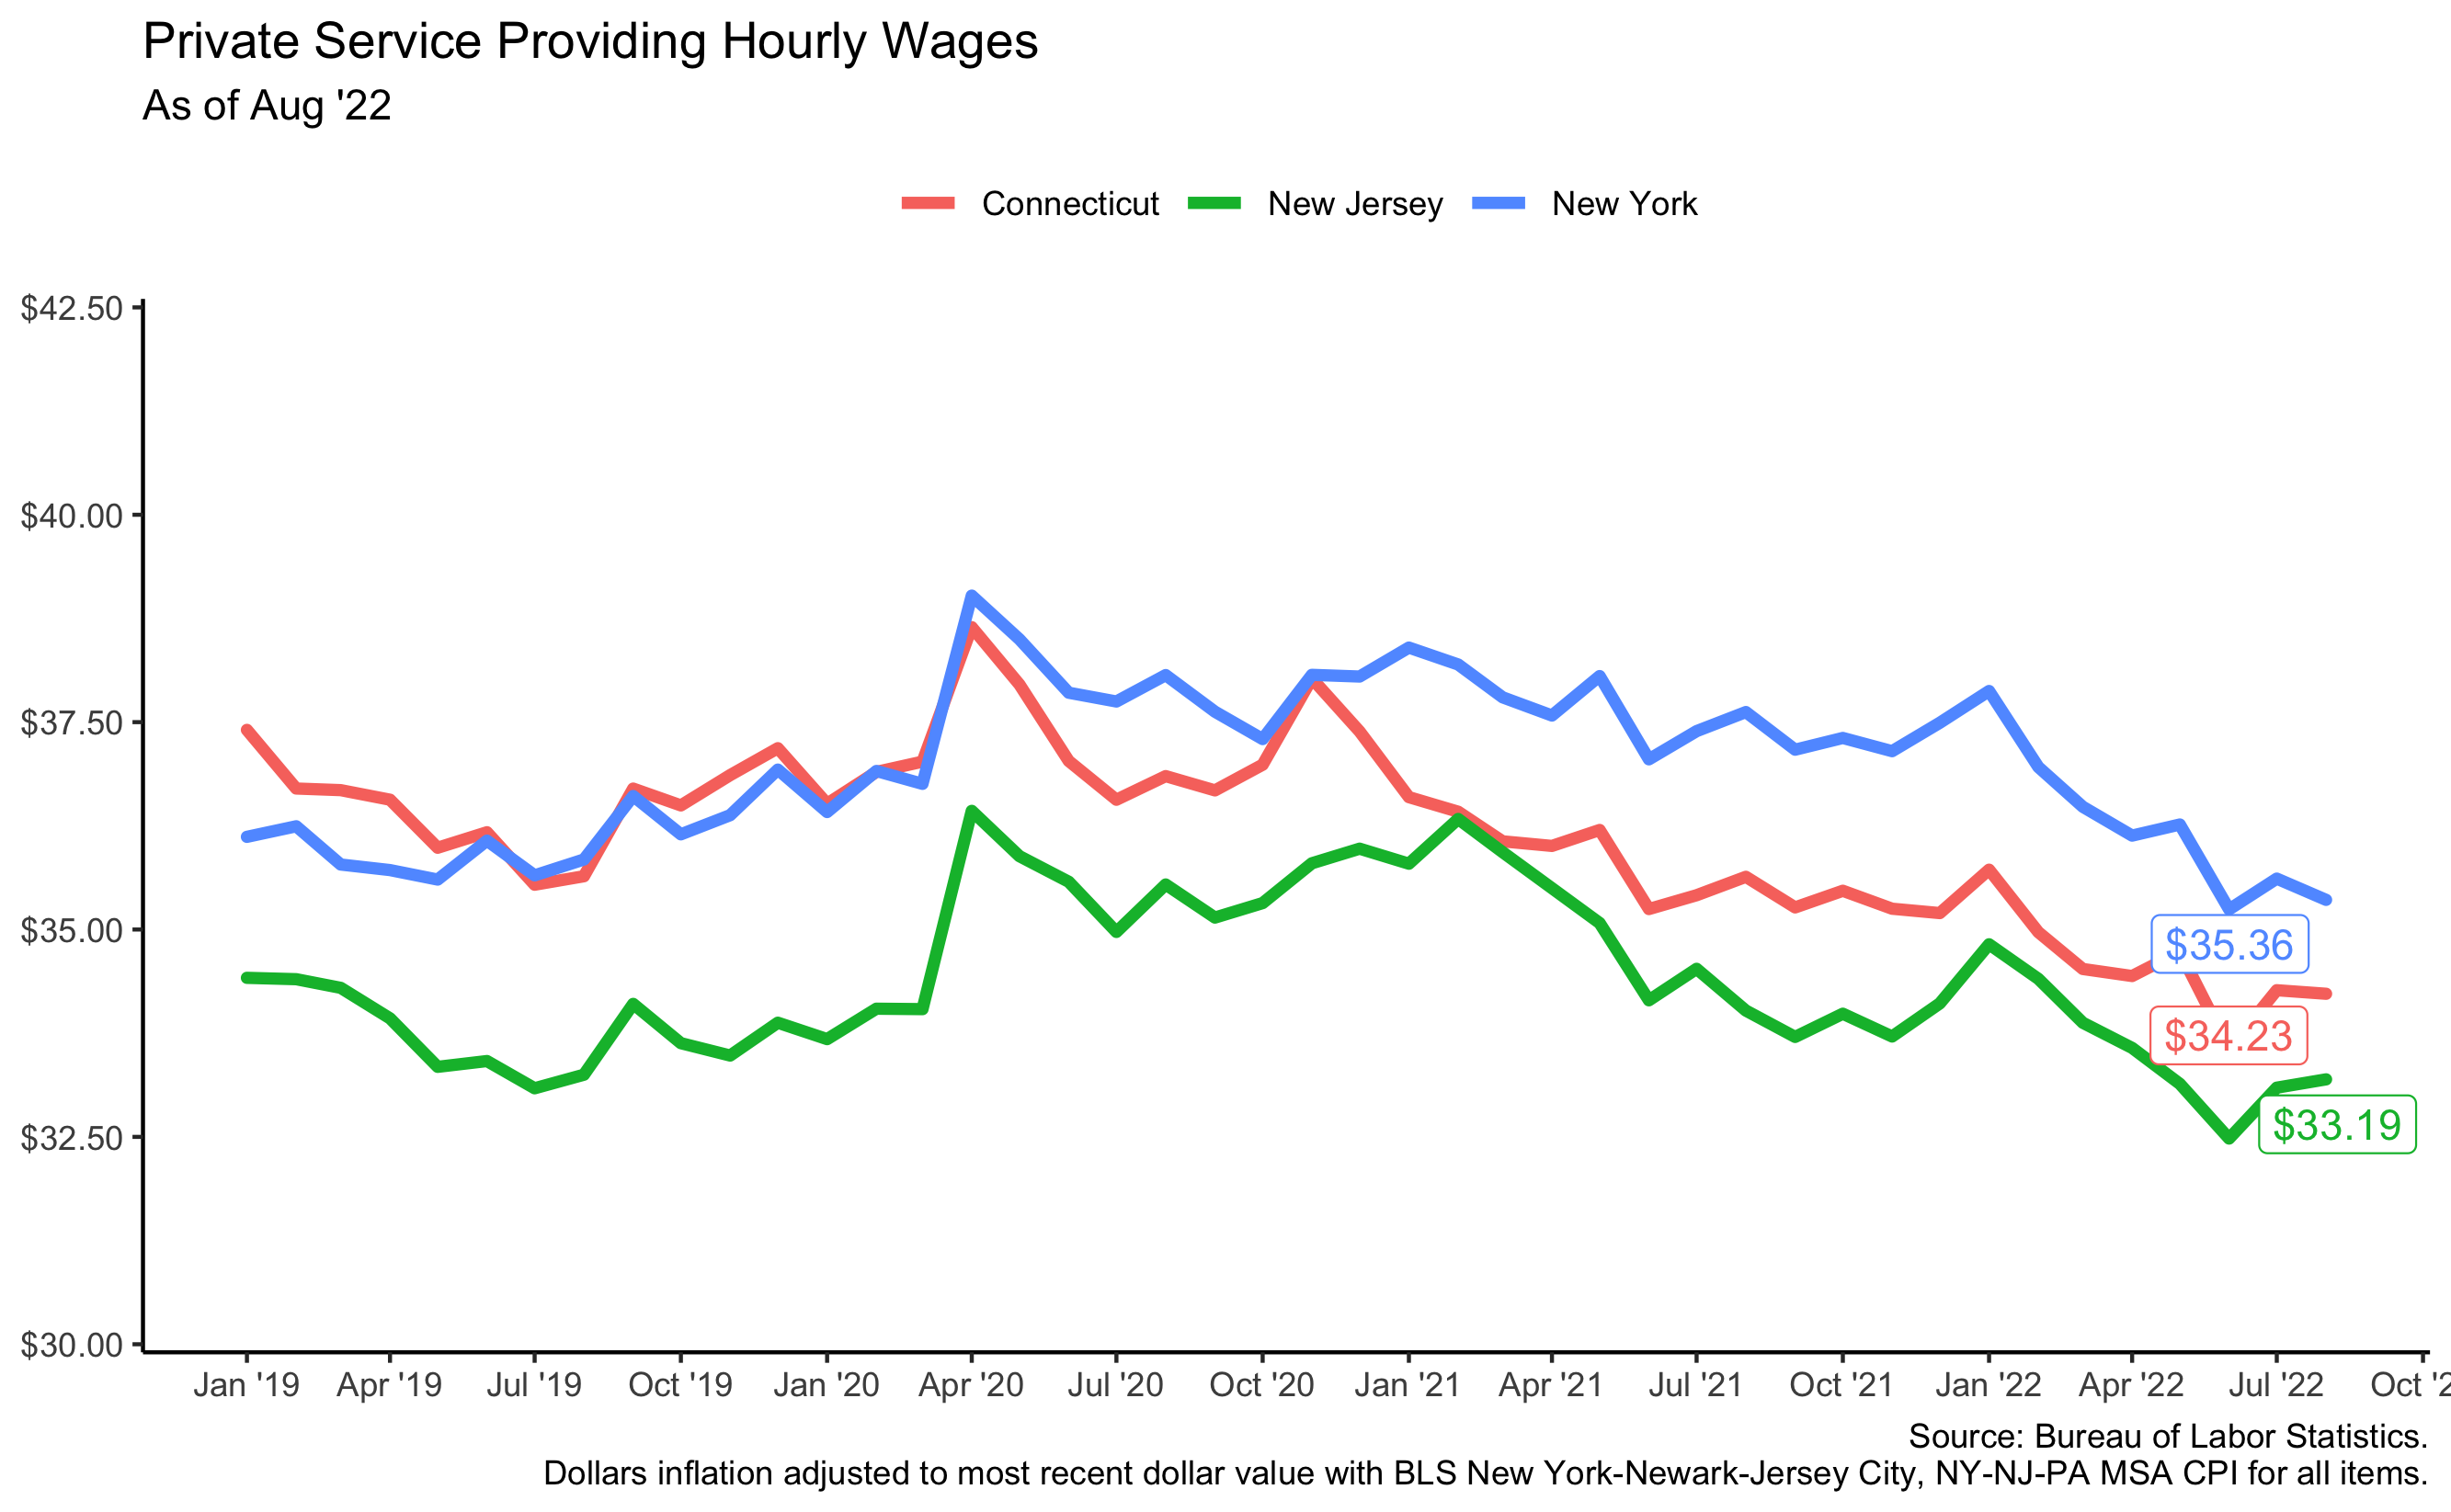 Private Service Providing Hourly Wages
As of Aug '22
Connecticut New Jersey New York
$42.50
$40.00
$37.50
$35.00
$32.50
$30.00
$35.36
$34.23
$33.19
Jan '19 Apr '19 Jul '19 Oct '19 Jan '20 Apr '20 Jul '20 Oct '20 Jan '21 Apr '21 Jul '21 Oct '21 Jan '22 Apr '22 Jul '22 Oct '2
Source: Bureau of Labor Statistics.
Dollars inflation adjusted to most recent dollar value with BLS New York-Newark-Jersey City, NY-NJ-PA MSA CPI for all items.